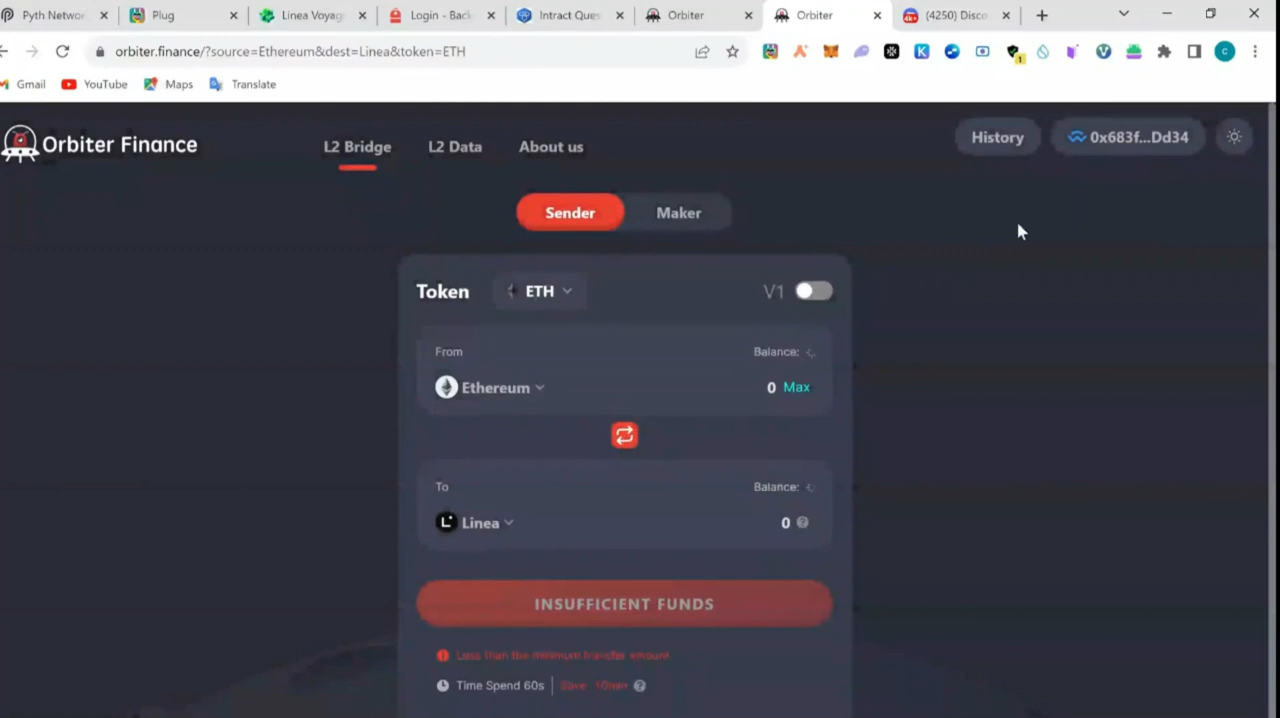 Pyth Networ
Plug
Linea Voyag
Login - Bac
Intract Ques
Orbiter
Orbiter
(4250) Disco
orbiter.finance/?source=Ethereum&dest=Linea&token=ETH
Gmail
YouTube
Maps
Translate
Orbiter Finance
L2 Bridge
L2 Data
About us
History
0x683f...Dd34
Sender
Maker
Token
ETH
V1
From
Balance:
Ethereum
0 Max
To
Balance:
Linea
0
INSUFFICIENT FUNDS
Less than the minimum transfer amount
Time Spend 60s
Save